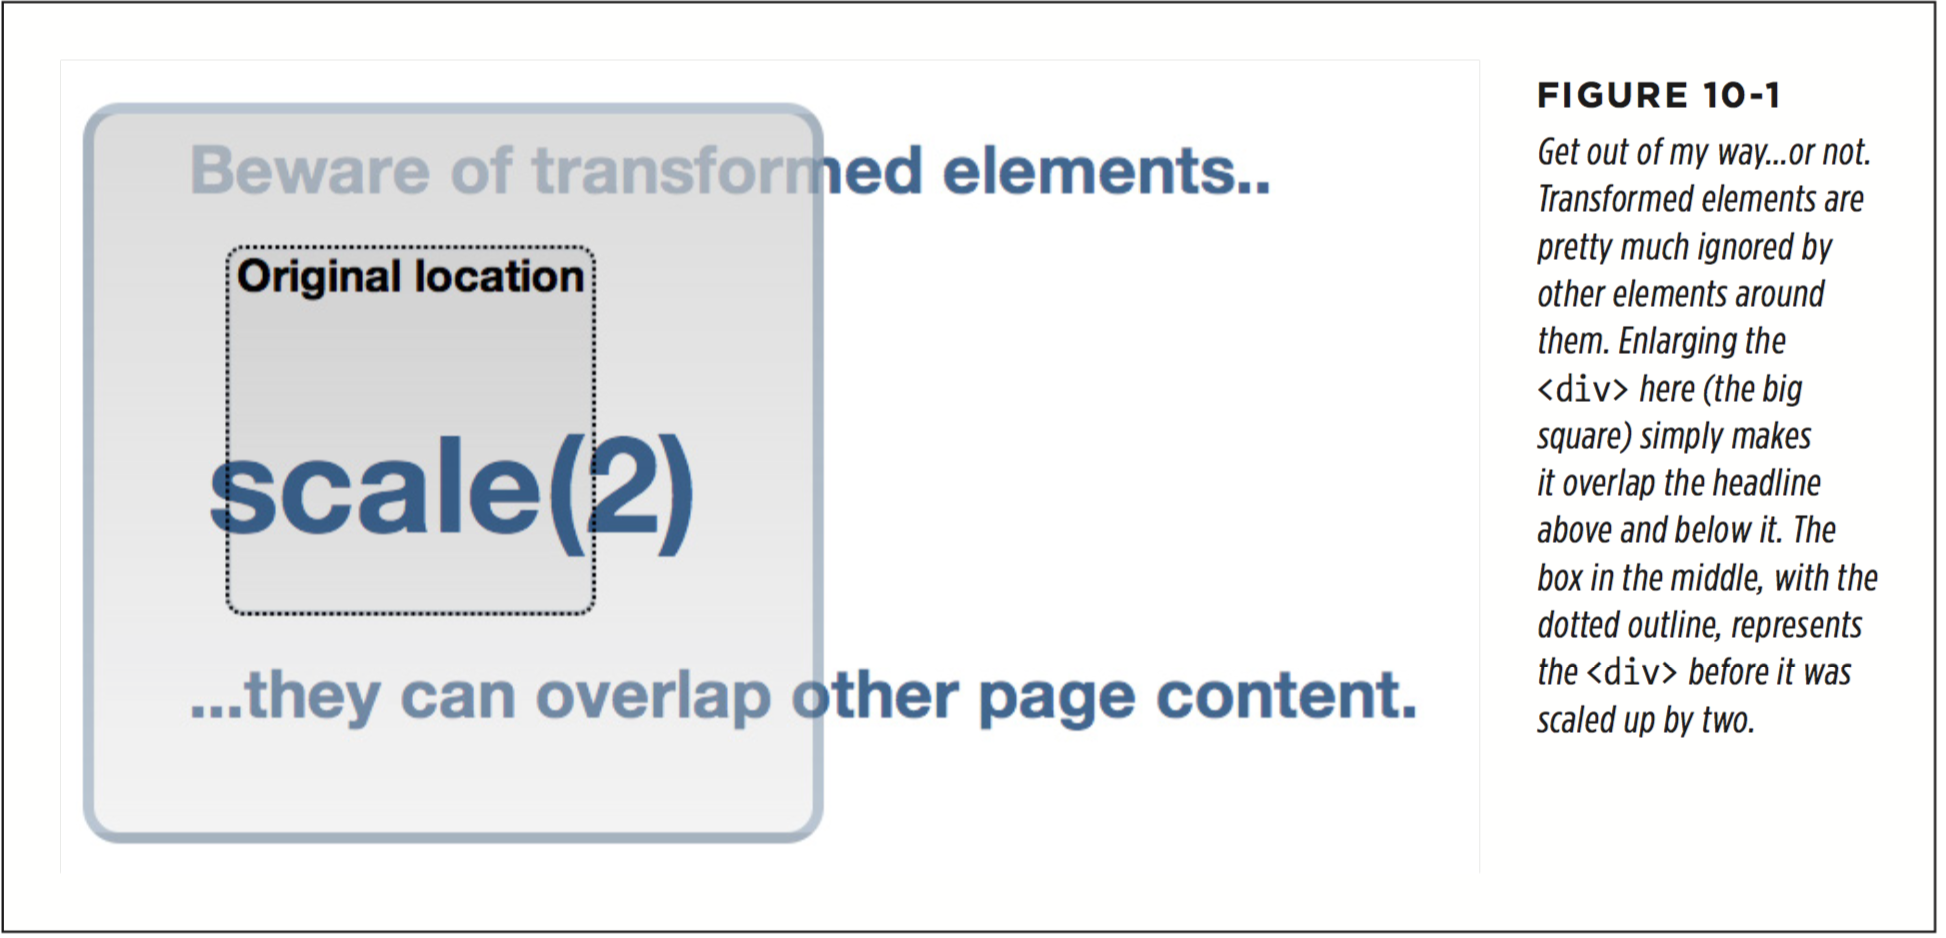 Beware of transformed elements..
Original location
scale(2)
...they can overlap other page content.
FIGURE 10-1
Get out of my way...or not.
Transformed elements are
pretty much ignored by
other elements around
them. Enlarging the
<div> here (the big
square) simply makes
it overlap the headline
above and below it. The
box in the middle, with the
dotted outline, represents
the <div> before it was
scaled up by two.